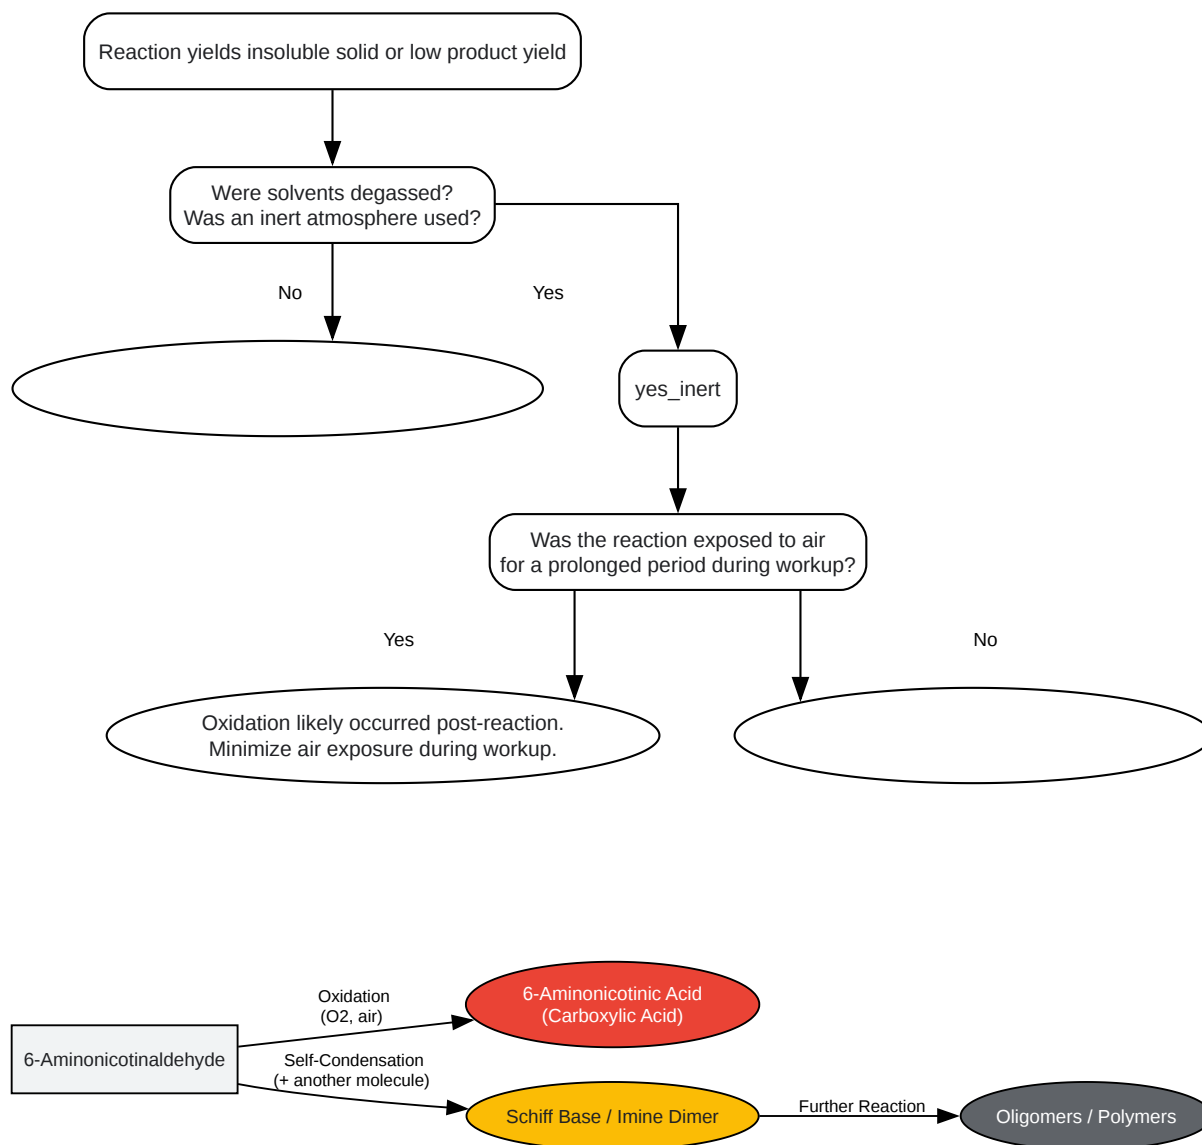 Reaction yields insoluble solid or low product yield
Were solvents degassed?
Was an inert atmosphere used?
No
Yes
yes_inert
Was the reaction exposed to air
for a prolonged period during workup?
Yes
No
Oxidation likely occurred post-reaction.
Minimize air exposure during workup.
6-Aminonicotinaldehyde
Oxidation
(O2, air)
6-Aminonicotinic Acid
(Carboxylic Acid)
Self-Condensation
(+ another molecule)
Schiff Base / Imine Dimer
Further Reaction
Oligomers / Polymers